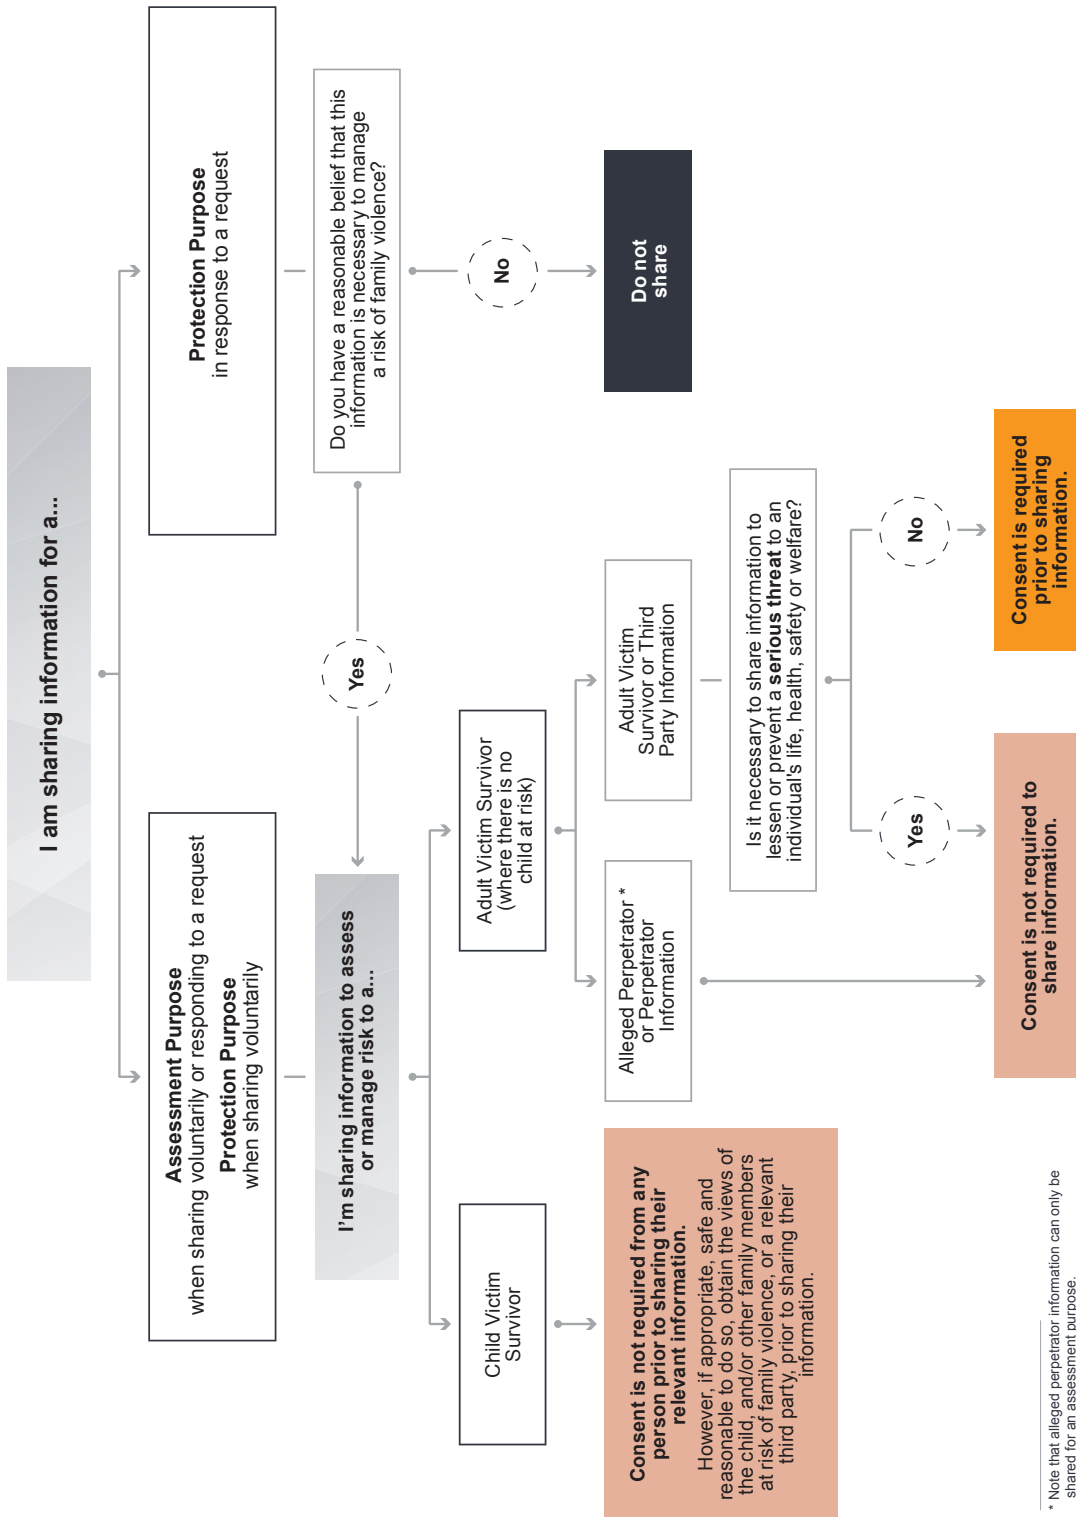 I am sharing information for a...
Assessment Purpose
when sharing voluntarily or responding to a request
Protection Purpose
when sharing voluntarily
Protection Purpose
in response to a request
I'm sharing information to assess
or manage risk to a...
Yes
Do you have a reasonable belief that this
information is necessary to manage
a risk of family violence?
No
Do not
share
Child Victim
Survivor
Adult Victim Survivor
(where there is no
child at risk)
Consent is not required from any
person prior to sharing their
relevant information.
However, if appropriate, safe and
reasonable to do so, obtain the views of
the child, and/or other family members
at risk of family violence, or a relevant
third party, prior to sharing their
information.
Alleged Perpetrator *
or Perpetrator
Information
Adult Victim
Survivor or Third
Party Information
Is it necessary to share information to
lessen or prevent a serious threat to an
individual's life, health, safety or welfare?
Yes
No
Consent is not required to
share information.
Consent is required
prior to sharing
information.
* Note that alleged perpetrator information can only be
shared for an assessment purpose.